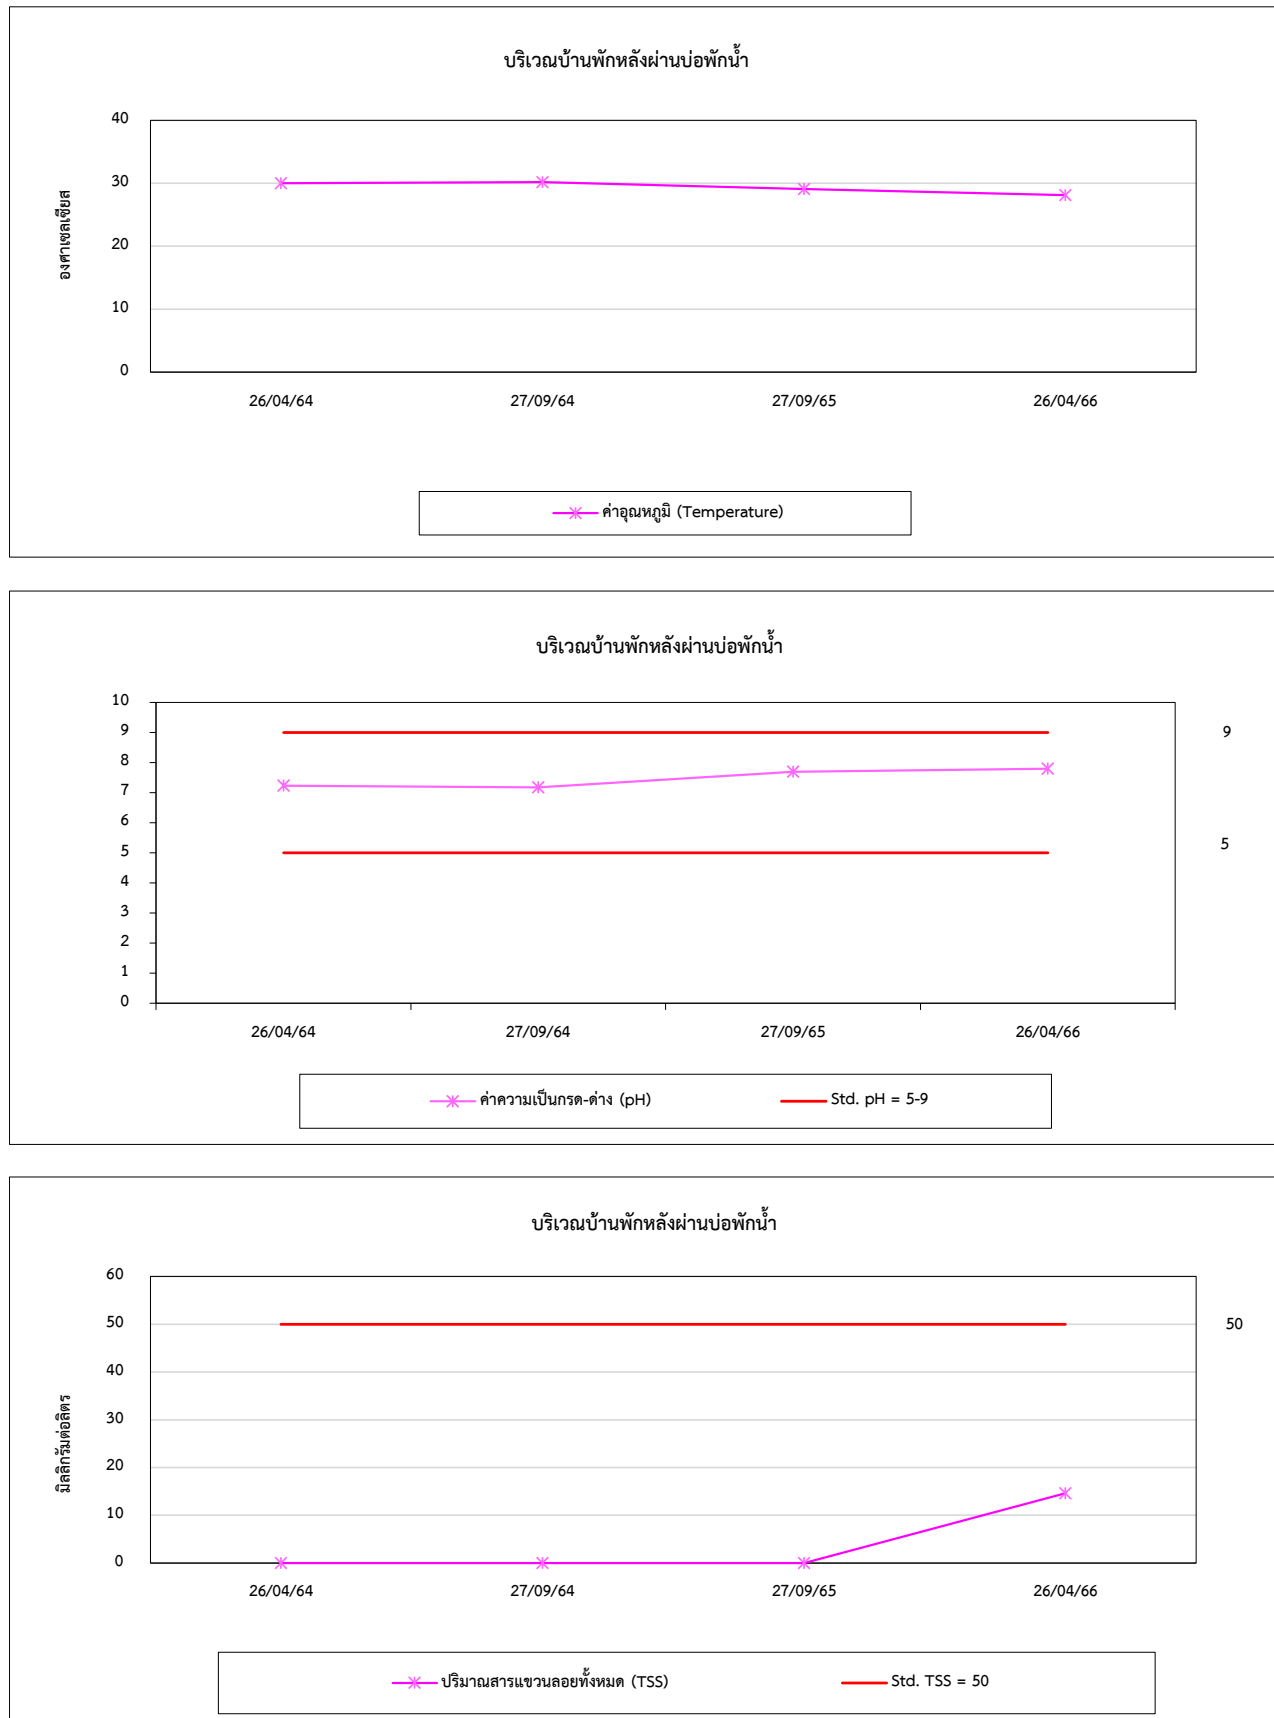 บริเวณบ้านพักหลังผ่านบ่อพักน้ำ
40
30
20
10
0
องศาเซลเซียส
26/04/64 27/09/64 27/09/65 26/04/66
ค่าอุณหภูมิ (Temperature)
บริเวณบ้านพักหลังผ่านบ่อพักน้ำ
10
9
8
7
6
5
4
3
2
1
0
9
5
26/04/64 27/09/64 27/09/65 26/04/66
ค่าความเป็นกรด-ด่าง (pH) Std. pH = 5-9
บริเวณบ้านพักหลังผ่านบ่อพักน้ำ
60
50
40
30
20
10
0
50
มิลลิกรัมต่อลิตร
26/04/64 27/09/64 27/09/65 26/04/66
ปริมาณสารแขวนลอยทั้งหมด (TSS) Std. TSS = 50